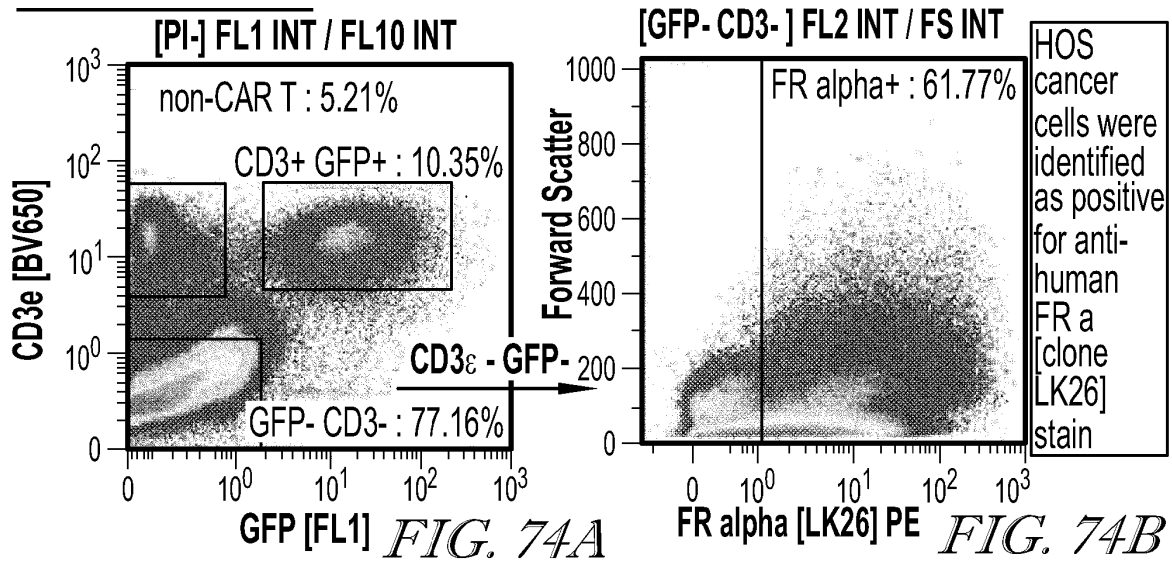 [PI-] FL1 INT / FL10 INT
10³
10²
10¹
10⁰
0
CD3e [BV650]
non-CAR T : 5.21%
CD3+ GFP+ : 10.35%
GFP- CD3- : 77.16%
0
10⁰
10¹
10²
10³
GFP [FL1]
FIG. 74A
CD3ε - GFP-
[GFP- CD3- ] FL2 INT / FS INT
1000
800
600
400
200
0
Forward Scatter
FR alpha+ : 61.77%
0
10⁰
10¹
10²
10³
FR alpha [LK26] PE
FIG. 74B
HOS
cancer
cells were
identified
as positive
for anti-
human
FR a
[clone
LK26]
stain